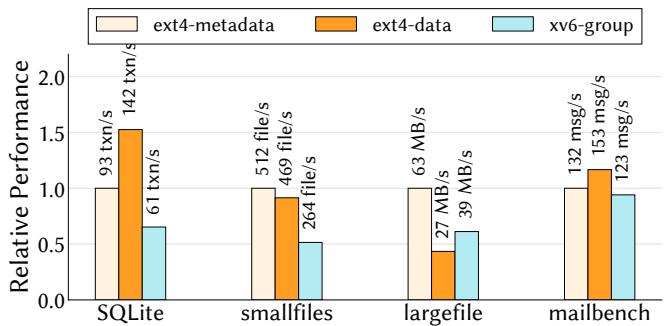 ext4-metadata ext4-data xv6-group
Relative Performance
2.0
1.5
1.0
0.5
0.0
93 txn/s
142 txn/s
61 txn/s
512 file/s
469 file/s
264 file/s
63 MB/s
27 MB/s
39 MB/s
132 msg/s
153 msg/s
123 msg/s
SQLite smallfiles largefile mailbench